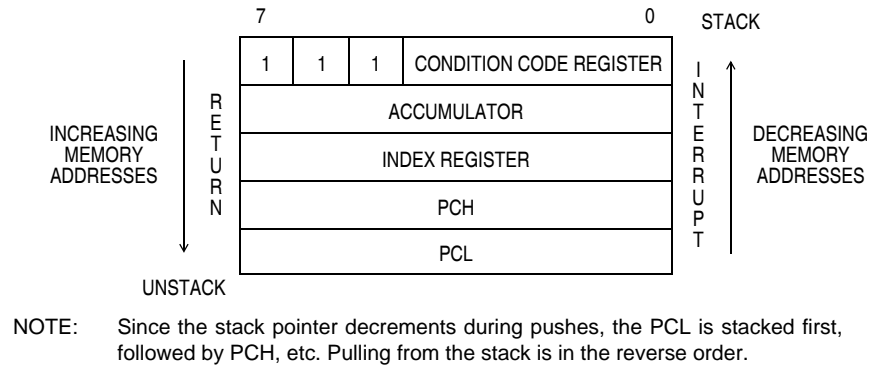 7 0 STACK
1 1 1 CONDITION CODE REGISTER
ACCUMULATOR
INDEX REGISTER
PCH
PCL
INCREASING
MEMORY
ADDRESSES
RETURN
UNSTACK
INTERRUPT
DECREASING
MEMORY
ADDRESSES
NOTE: Since the stack pointer decrements during pushes, the PCL is stacked first,
followed by PCH, etc. Pulling from the stack is in the reverse order.